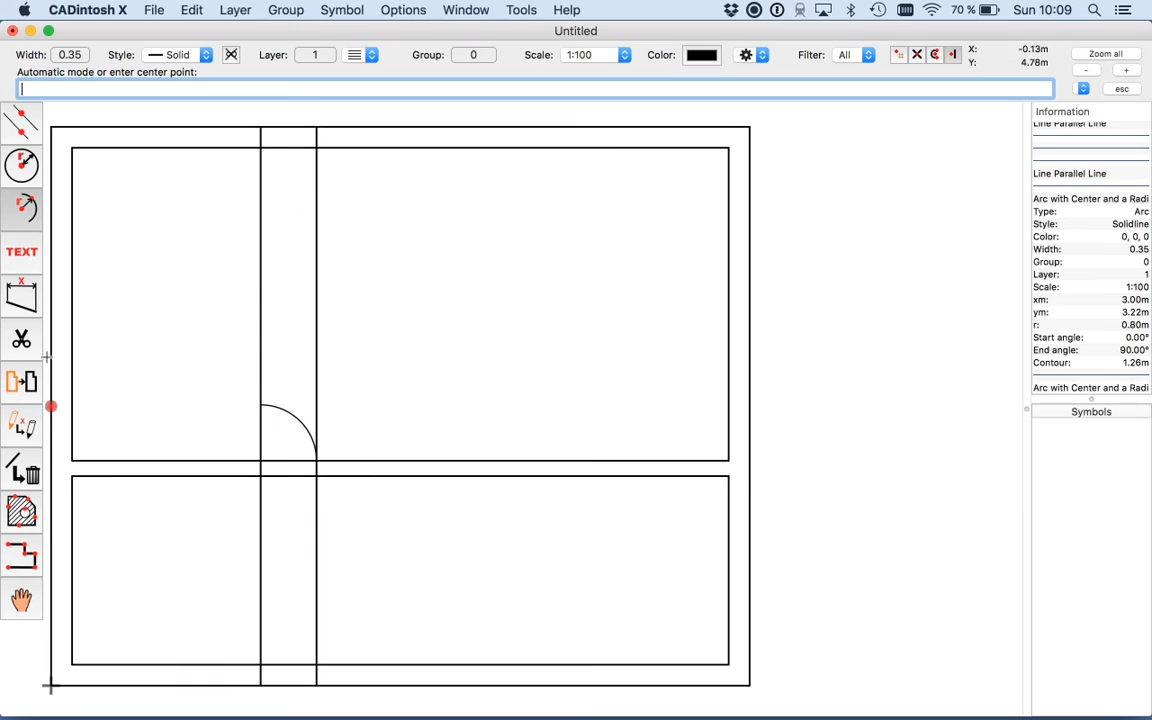 CADintosh X File Edit Layer Group Symbol Options Window Tools Help 70 % Sun 10:09
Untitled
Width: 0.35 Style: Solid Layer: 1 Group: 0 Scale: 1:100 Color: Filter: All X: -0.13m Zoom all
Y: 4.78m
Automatic mode or enter center point: - +
esc
Information
Line Parallel Line
Line Parallel Line
Arc with Center and a Radi
Type: Arc
Style: Solidline
Color: 0, 0, 0
Width: 0.35
Group: 0
Layer: 1
Scale: 1:100
xm: 3.00m
ym: 3.22m
r: 0.80m
Start angle: 0.00°
End angle: 90.00°
Contour: 1.26m
Arc with Center and a Radi
Symbols
r
r
TEXT
X
X